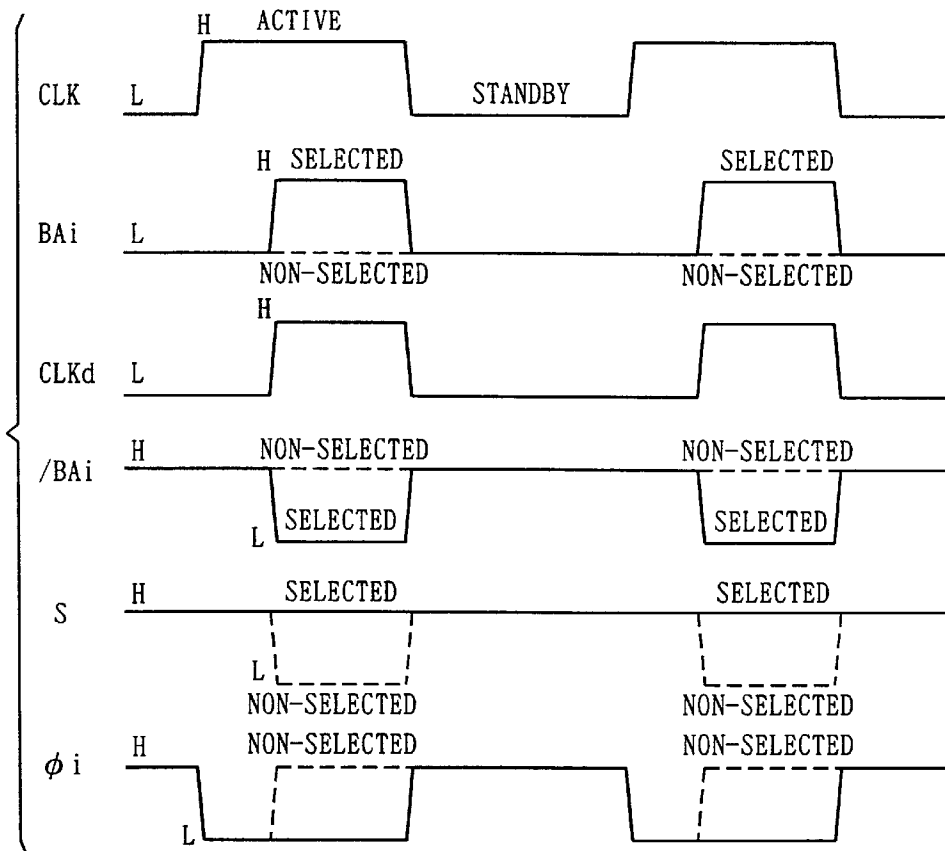 H ACTIVE
CLK L STANDBY
H SELECTED SELECTED
BAi L
NON-SELECTED NON-SELECTED
H
CLKd L
H NON-SELECTED NON-SELECTED
/BAi
L SELECTED SELECTED
H SELECTED SELECTED
S
L
NON-SELECTED NON-SELECTED
H NON-SELECTED NON-SELECTED
φi
L